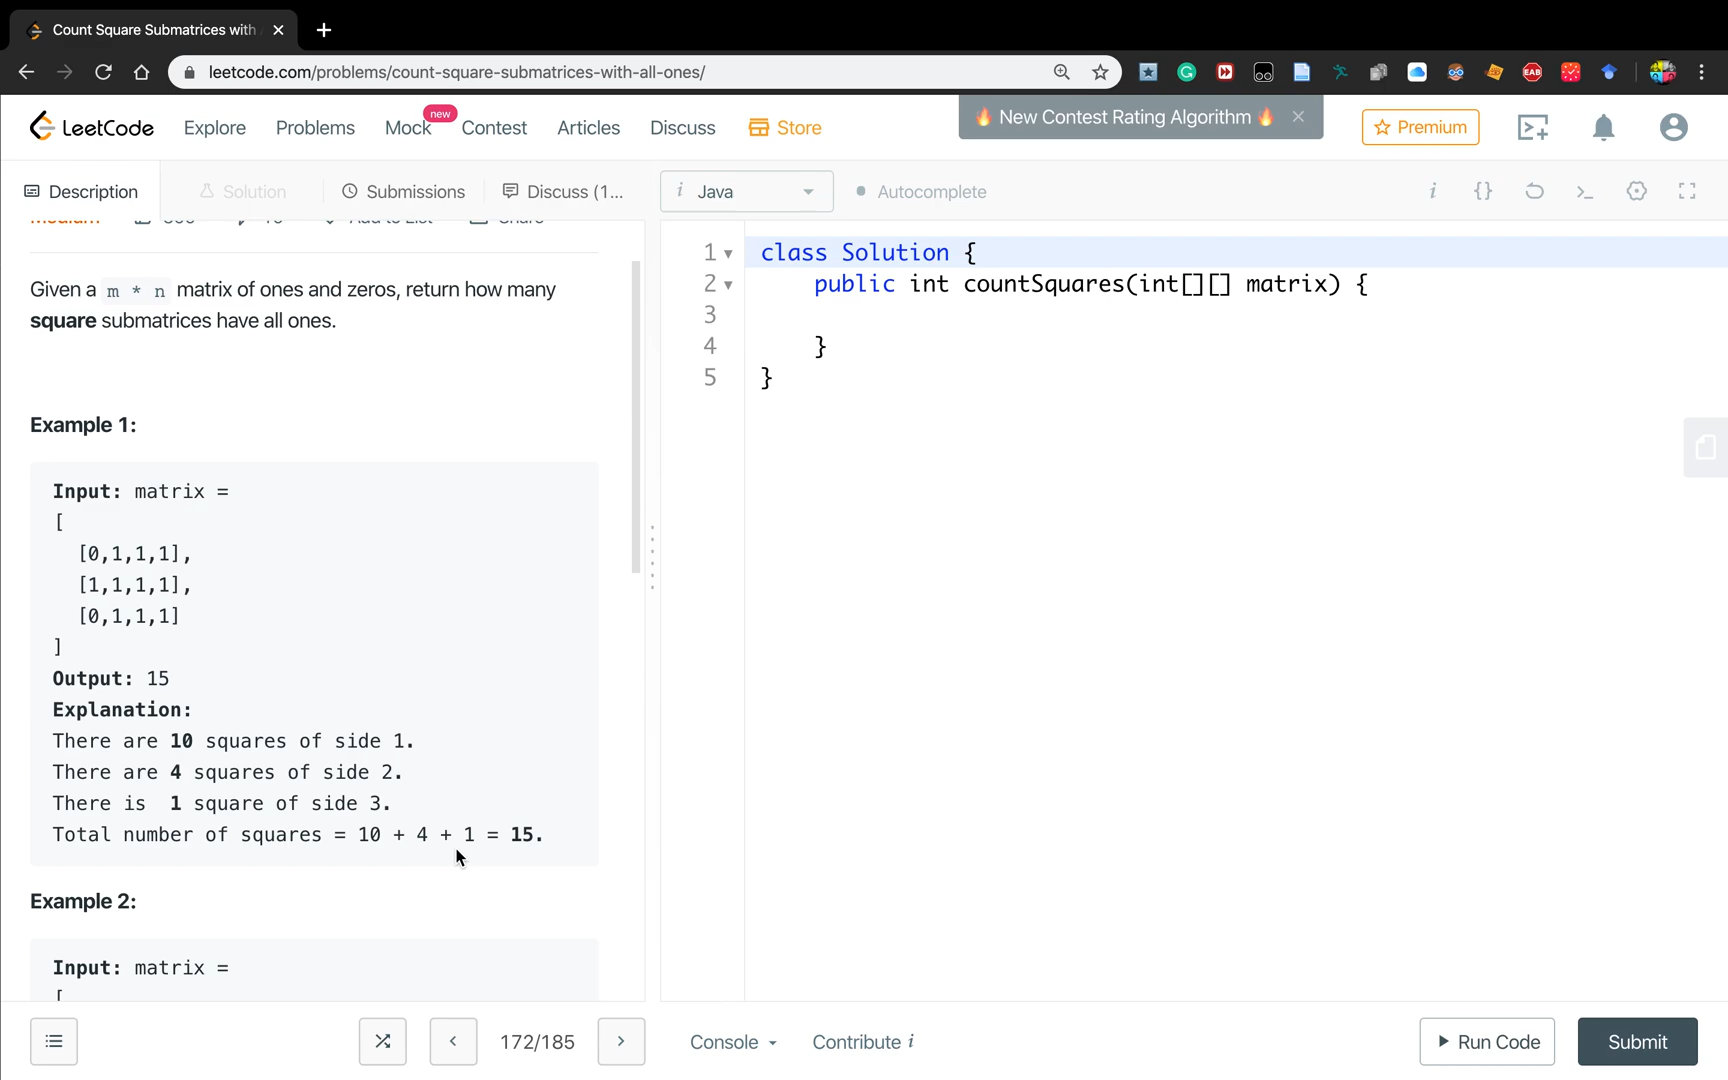 Count Square Submatrices with
leetcode.com/problems/count-square-submatrices-with-all-ones/
EAB
LeetCode
Explore
Problems
Mock
new
Contest
Articles
Discuss
Store
🔥 New Contest Rating Algorithm 🔥
Premium
Description
Solution
Submissions
Discuss (1...
i Java
Autocomplete
i
{}
>_
Medium
Add to List
Share
Given a m * n matrix of ones and zeros, return how many
square submatrices have all ones.
Example 1:
Input: matrix =
[
[0,1,1,1],
[1,1,1,1],
[0,1,1,1]
]
Output: 15
Explanation:
There are 10 squares of side 1.
There are 4 squares of side 2.
There is 1 square of side 3.
Total number of squares = 10 + 4 + 1 = 15.
Example 2:
Input: matrix =
[
1 class Solution {
2 public int countSquares(int[][] matrix) {
3
4 }
5 }
172/185
Console
Contribute i
Run Code
Submit